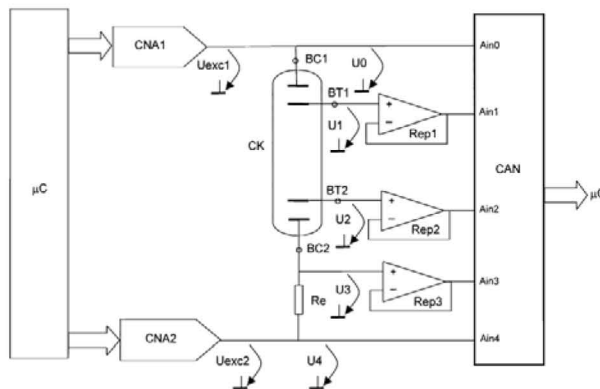 CNA1
Uexc1
BC1
U0
Ain0
BT1
U1
Rep1
Ain1
CK
µC
CAN
µC
BT2
U2
Rep2
Ain2
BC2
U3
Rep3
Ain3
Re
CNA2
Uexc2
U4
Ain4
+
-
+
-
+
-